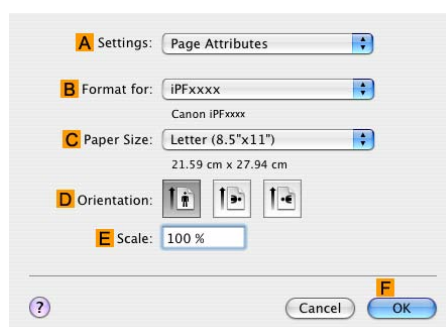 A Settings: Page Attributes
B Format for: iPFxxxx
Canon iPFxxxx
C Paper Size: Letter (8.5"x11")
21.59 cm x 27.94 cm
D Orientation:
E Scale: 100 %
F
? Cancel OK